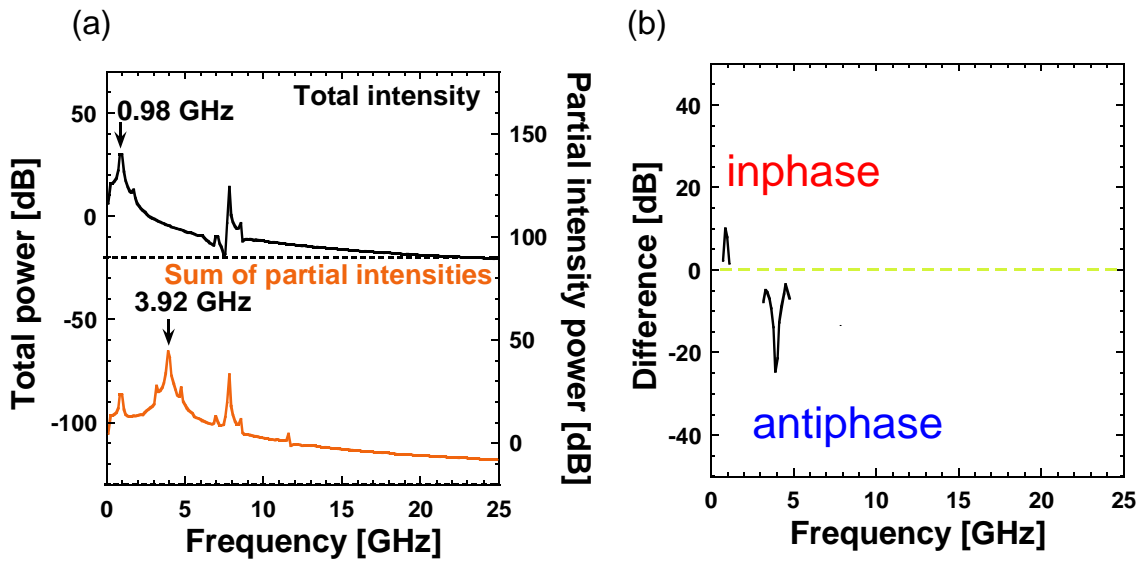 (a)
Total power [dB]
50
0
-50
-100
Total intensity
0.98 GHz
Sum of partial intensities
3.92 GHz
150
100
50
0
Partial intensity power [dB]
0 5 10 15 20 25
Frequency [GHz]
(b)
Difference [dB]
40
20
0
-20
-40
inphase
antiphase
0 5 10 15 20 25
Frequency [GHz]